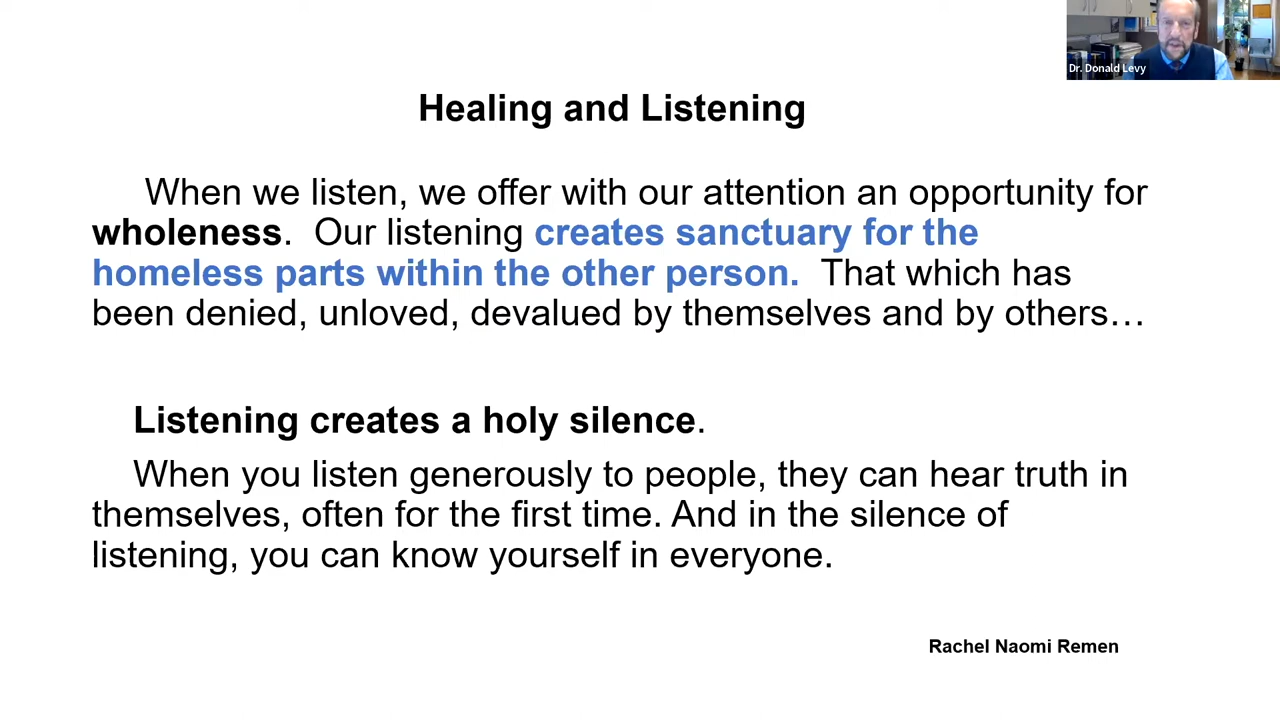 Dr. Donald Levy
Healing and Listening
When we listen, we offer with our attention an opportunity for
wholeness.  Our listening creates sanctuary for the
homeless parts within the other person.  That which has
been denied, unloved, devalued by themselves and by others…
Listening creates a holy silence.
When you listen generously to people, they can hear truth in
themselves, often for the first time. And in the silence of
listening, you can know yourself in everyone.
Rachel Naomi Remen